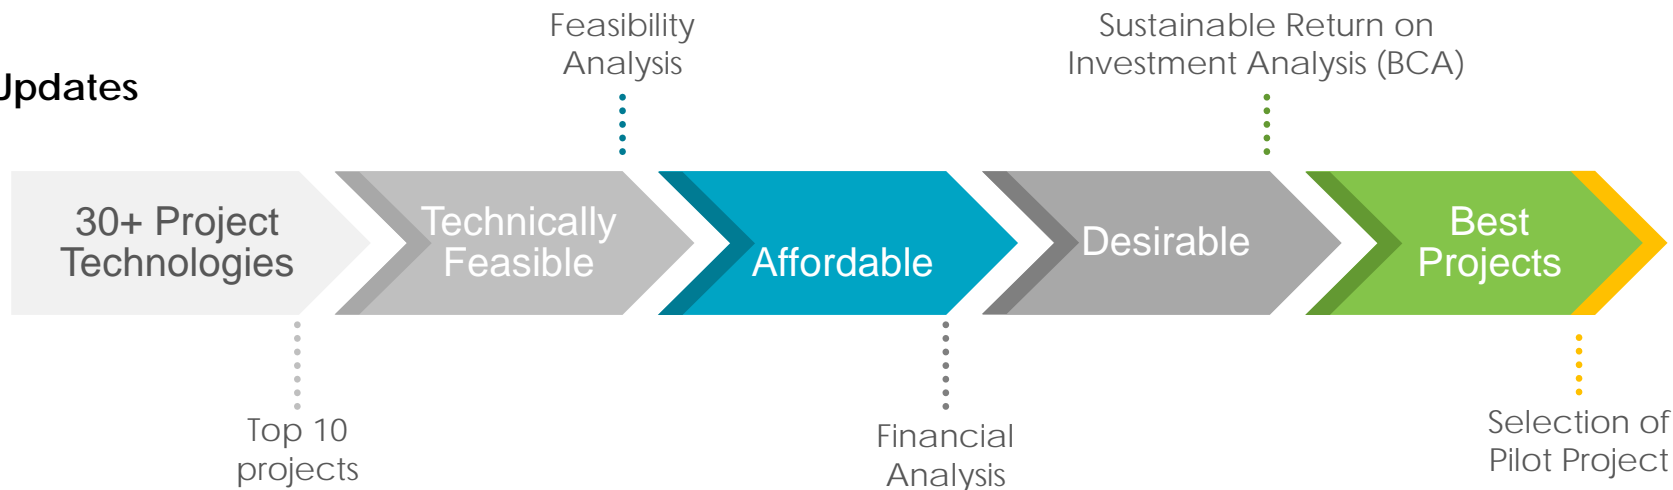 Feasibility
Analysis
Sustainable Return on
Investment Analysis (BCA)
Updates
30+ Project
Technologies
Technically
Feasible
Affordable
Desirable
Best
Projects
Top 10
projects
Financial
Analysis
Selection of
Pilot Project